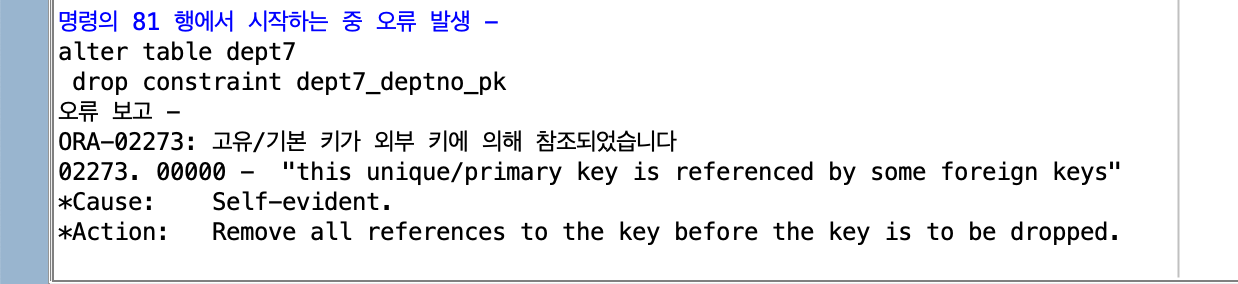 명령의 81 행에서 시작하는 중 오류 발생 -
alter table dept7
 drop constraint dept7_deptno_pk
오류 보고 -
ORA-02273: 고유/기본 키가 외부 키에 의해 참조되었습니다
02273. 00000 -  "this unique/primary key is referenced by some foreign keys"
*Cause:    Self-evident.
*Action:   Remove all references to the key before the key is to be dropped.